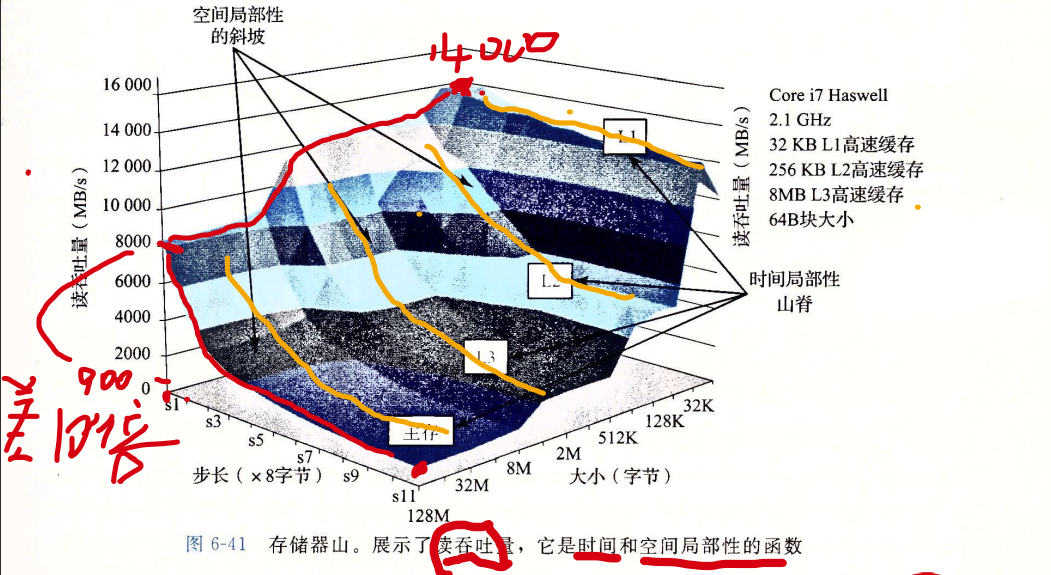 空间局部性
的斜坡
14000
16 000
14 000
12 000
10 000
8000
6000
4000
2000
0
读吞吐量（MB/s）
900
s1
s3
s5
s7
s9
s11
步长（×8字节）
128M
32M
8M
2M
512K
128K
32K
大小（字节）
L1
L2
L3
主存
读吞吐量（MB/s）
Core i7 Haswell
2.1 GHz
32 KB L1高速缓存
256 KB L2高速缓存
8MB L3高速缓存
64B块大小
时间局部性
山脊
图 6-41 存储器山。展示了读吞吐量，它是时间和空间局部性的函数